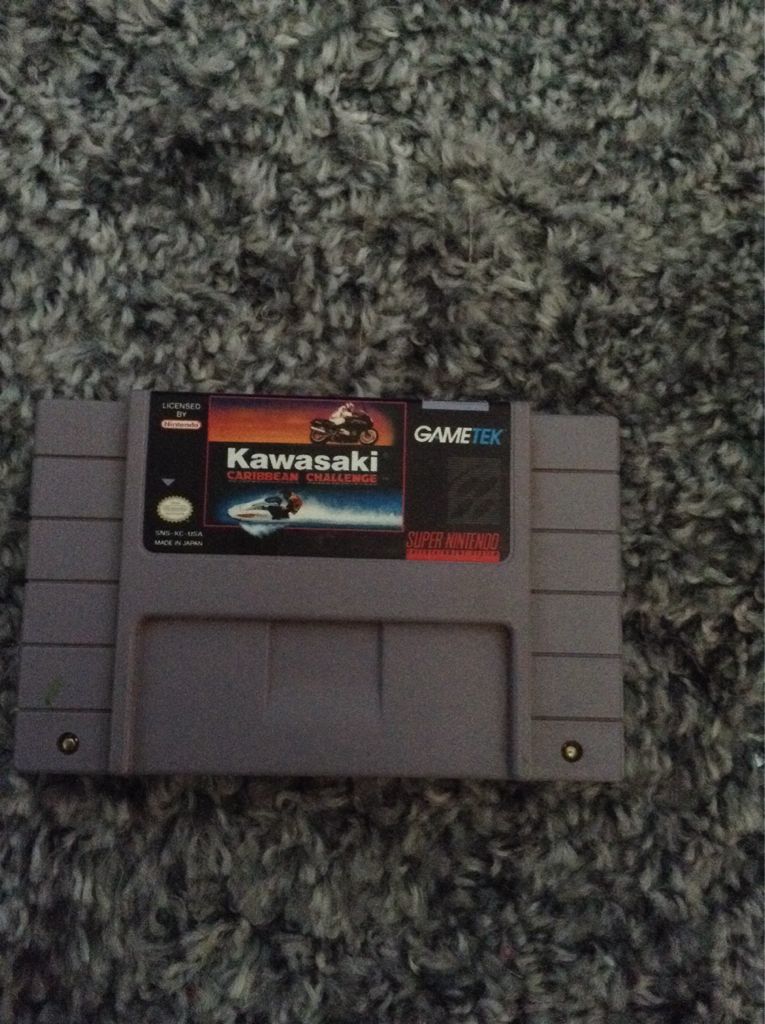 LICENSED
BY
Nintendo
GAMETEK
Kawasaki
CARIBBEAN CHALLENGE
SNS-KC-USA
MADE IN JAPAN
SUPER NINTENDO